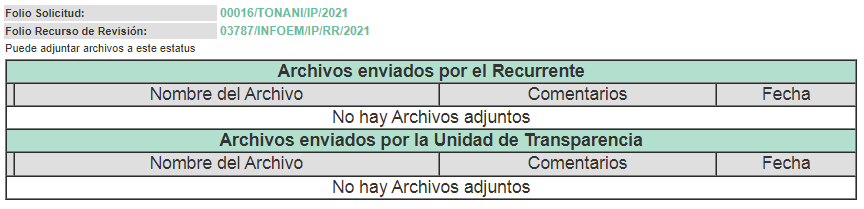 Folio Solicitud: 00016/TONANI/IP/2021
Folio Recurso de Revisión: 03787/INFOEM/IP/RR/2021
Puede adjuntar archivos a este estatus
Archivos enviados por el Recurrente
Nombre del Archivo Comentarios Fecha
No hay Archivos adjuntos
Archivos enviados por la Unidad de Transparencia
Nombre del Archivo Comentarios Fecha
No hay Archivos adjuntos